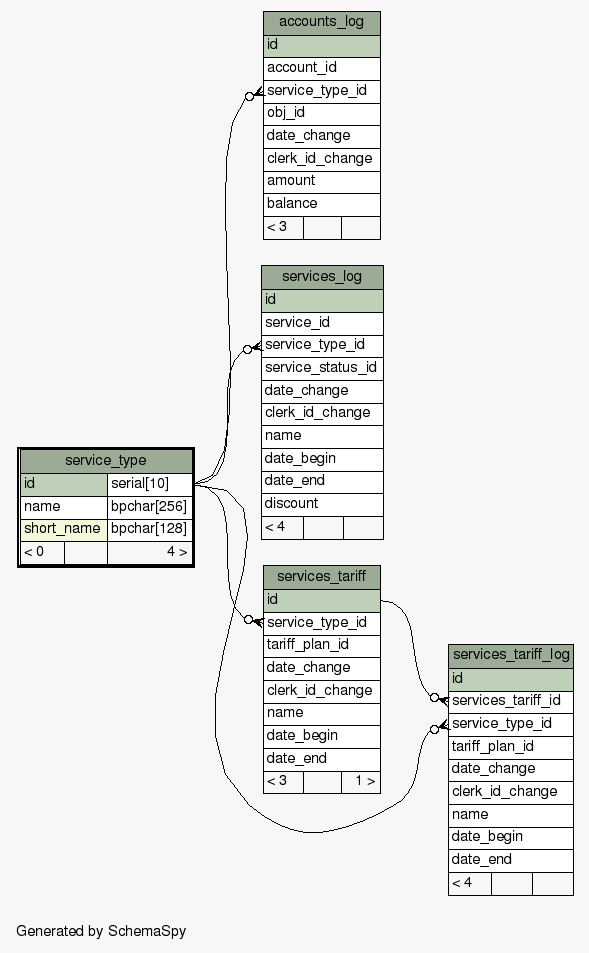 accounts_log
id
account_id
service_type_id
obj_id
date_change
clerk_id_change
amount
balance
< 3
services_log
id
service_id
service_type_id
service_status_id
date_change
clerk_id_change
name
date_begin
date_end
discount
< 4
service_type
id serial[10]
name bpchar[256]
short_name bpchar[128]
< 0 4 >
services_tariff
id
service_type_id
tariff_plan_id
date_change
clerk_id_change
name
date_begin
date_end
< 3 1 >
services_tariff_log
id
services_tariff_id
service_type_id
tariff_plan_id
date_change
clerk_id_change
name
date_begin
date_end
< 4
Generated by SchemaSpy